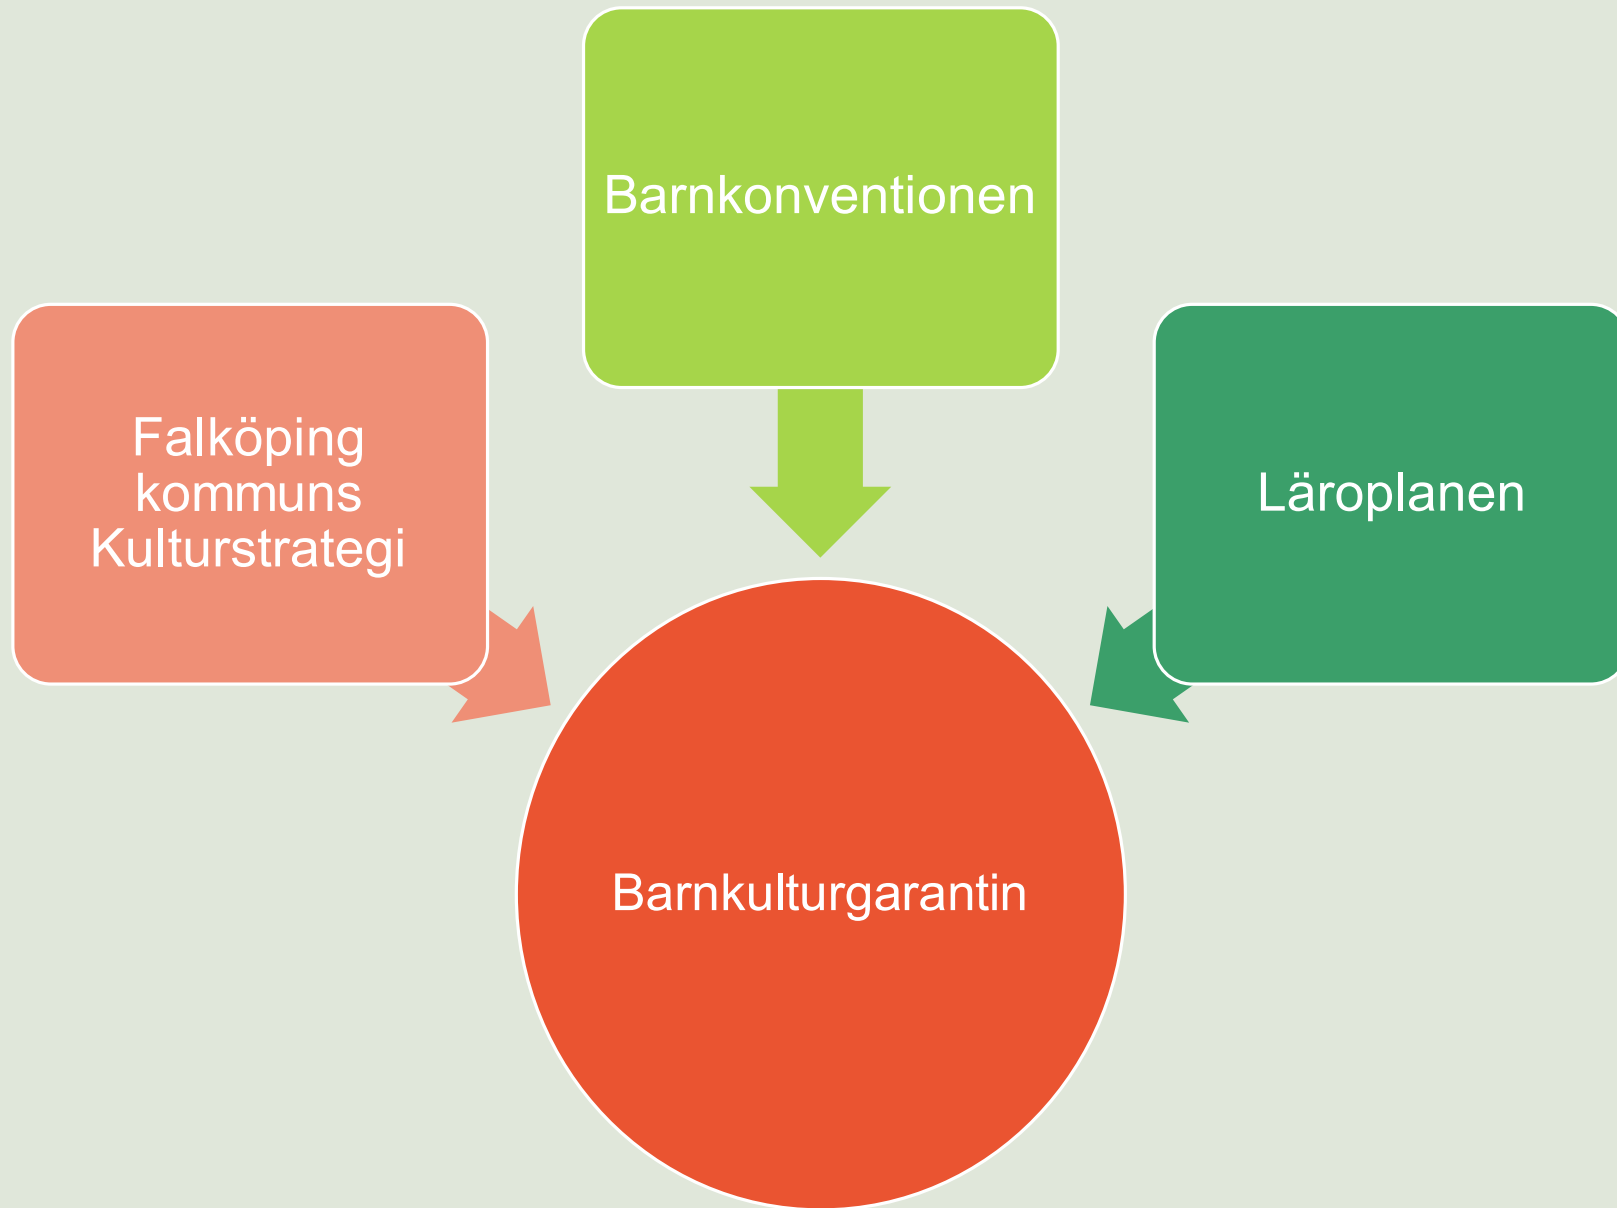 Barnkonventionen
Falköping
kommuns
Kulturstrategi
Läroplanen
Barnkulturgarantin